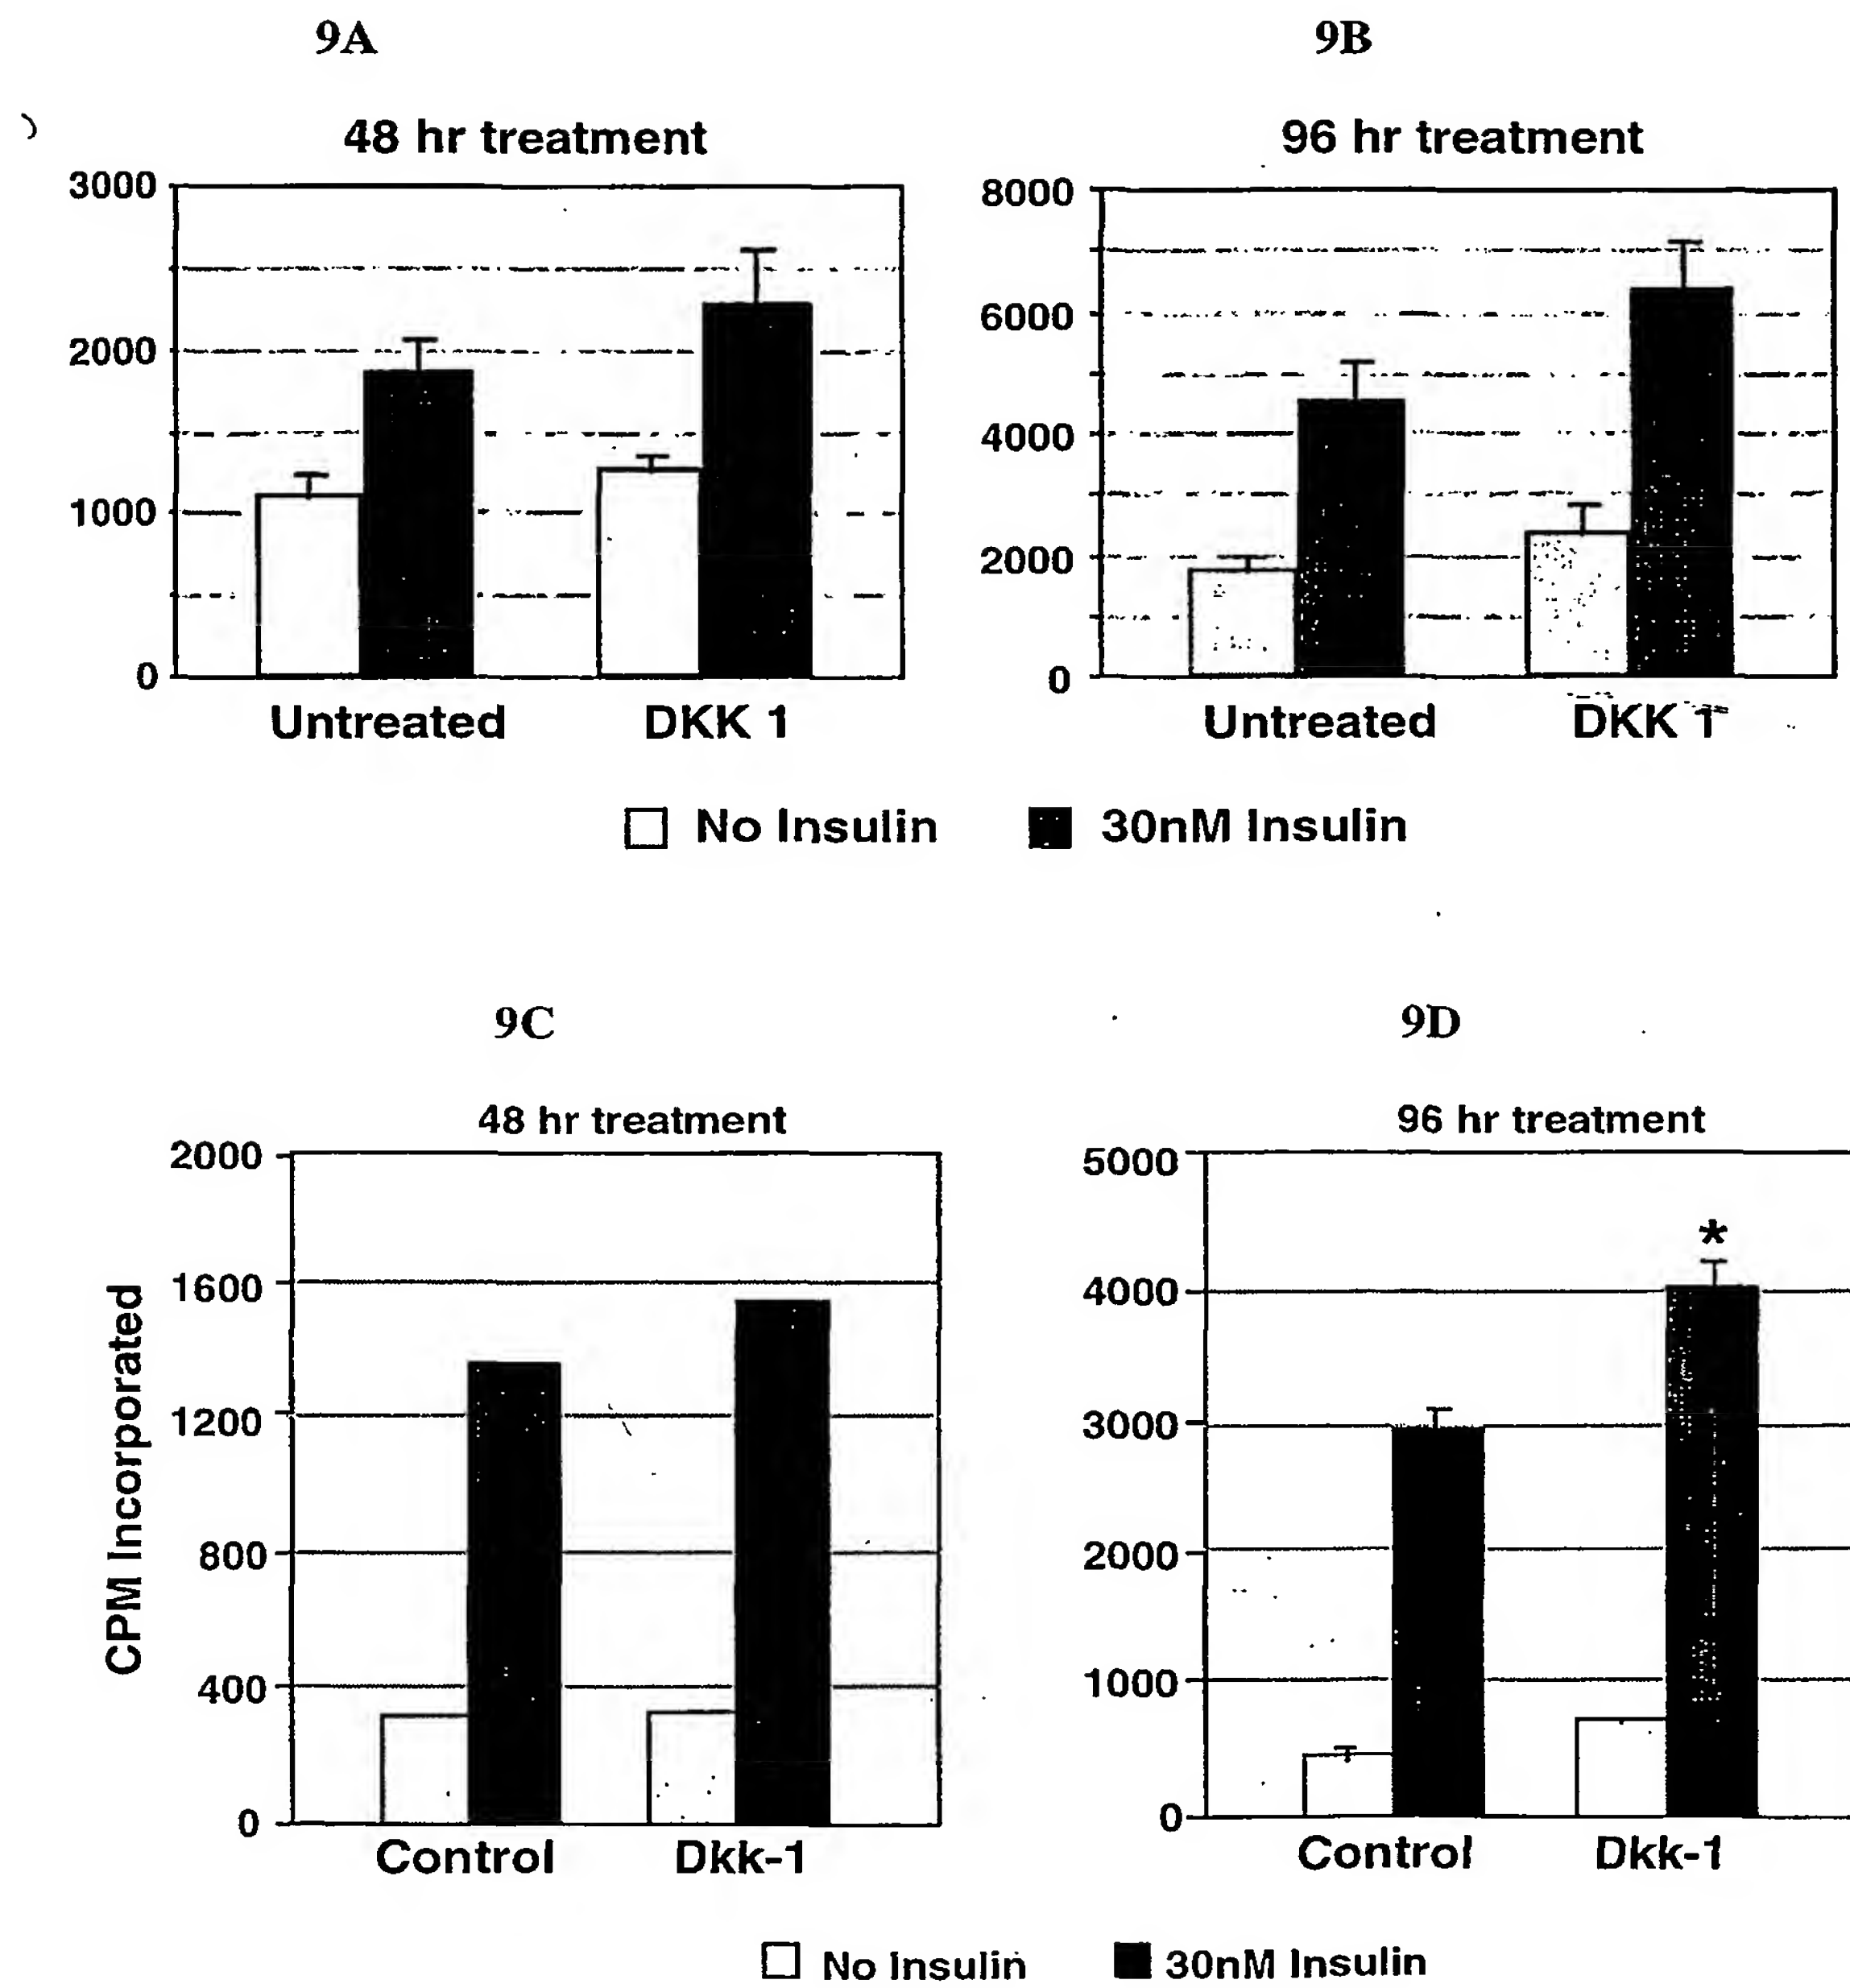 9A
48 hr treatment
3000
2000
1000
0
Untreated DKK 1
9B
96 hr treatment
8000
6000
4000
2000
0
Untreated DKK 1
No Insulin 30nM Insulin
9C
48 hr treatment
CPM Incorporated
2000
1600
1200
800
400
0
Control Dkk-1
9D
96 hr treatment
5000
4000
3000
2000
1000
0
*
Control Dkk-1
No Insulin 30nM Insulin